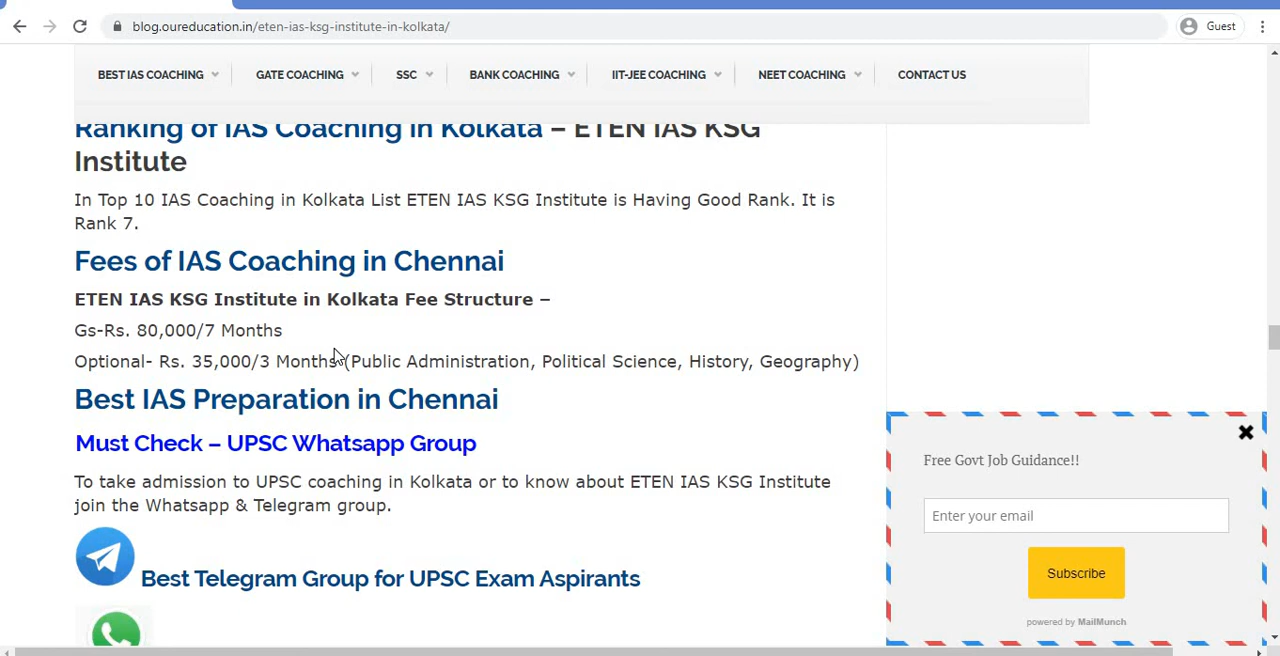 blog.oureducation.in/eten-ias-ksg-institute-in-kolkata/
Guest
BEST IAS COACHING
GATE COACHING
SSC
BANK COACHING
IIT-JEE COACHING
NEET COACHING
CONTACT US
Ranking of IAS Coaching in Kolkata – ETEN IAS KSG
Institute
In Top 10 IAS Coaching in Kolkata List ETEN IAS KSG Institute is Having Good Rank. It is
Rank 7.
Fees of IAS Coaching in Chennai
ETEN IAS KSG Institute in Kolkata Fee Structure –
Gs-Rs. 80,000/7 Months
Optional- Rs. 35,000/3 Months (Public Administration, Political Science, History, Geography)
Best IAS Preparation in Chennai
Must Check – UPSC Whatsapp Group
To take admission to UPSC coaching in Kolkata or to know about ETEN IAS KSG Institute
join the Whatsapp & Telegram group.
Best Telegram Group for UPSC Exam Aspirants
Free Govt Job Guidance!!
Enter your email
Subscribe
powered by MailMunch